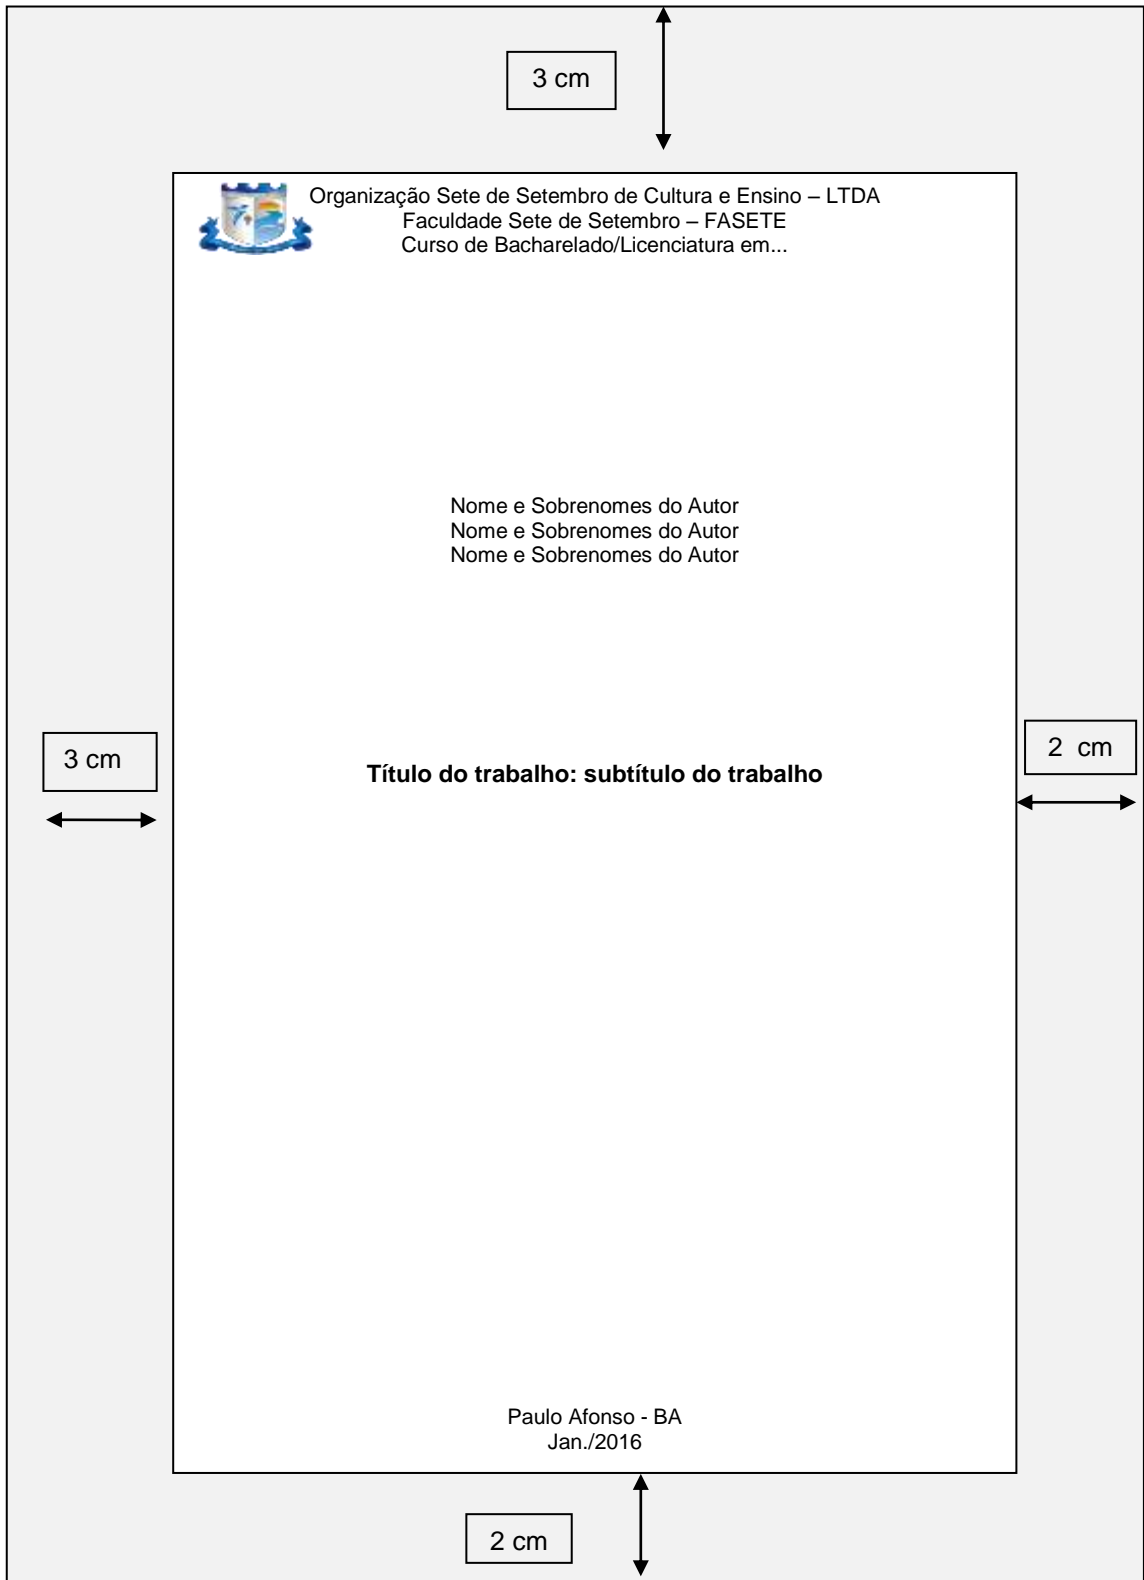 3 cm
Organização Sete de Setembro de Cultura e Ensino – LTDA
Faculdade Sete de Setembro – FASETE
Curso de Bacharelado/Licenciatura em...
Nome e Sobrenomes do Autor
Nome e Sobrenomes do Autor
Nome e Sobrenomes do Autor
3 cm
2 cm
Título do trabalho: subtítulo do trabalho
Paulo Afonso - BA
Jan./2016
2 cm